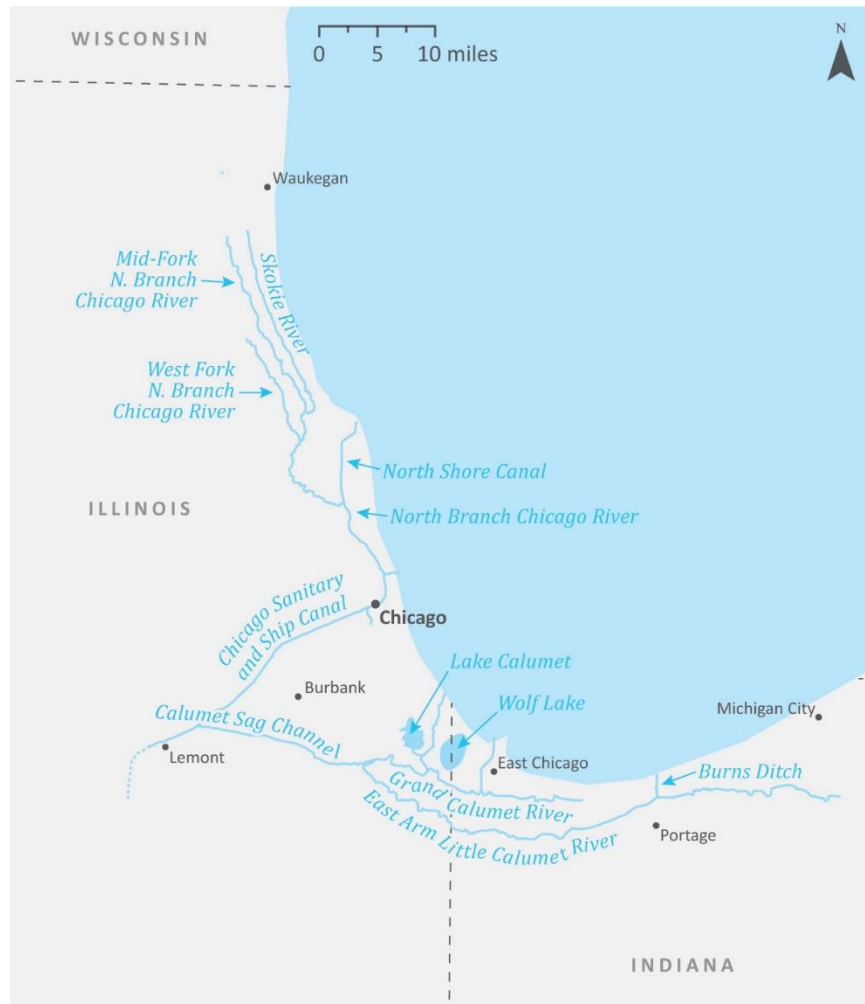 WISCONSIN
0 5 10 miles
N
Waukegan
Mid-Fork
N. Branch
Chicago River
Skokie River
West Fork
N. Branch
Chicago River
North Shore Canal
ILLINOIS
North Branch Chicago River
Chicago Sanitary
and Ship Canal
Chicago
Lake Calumet
Burbank
Wolf Lake
Michigan City
Calumet Sag Channel
Lemont
East Chicago
Burns Ditch
Grand Calumet River
East Arm Little Calumet River
Portage
INDIANA